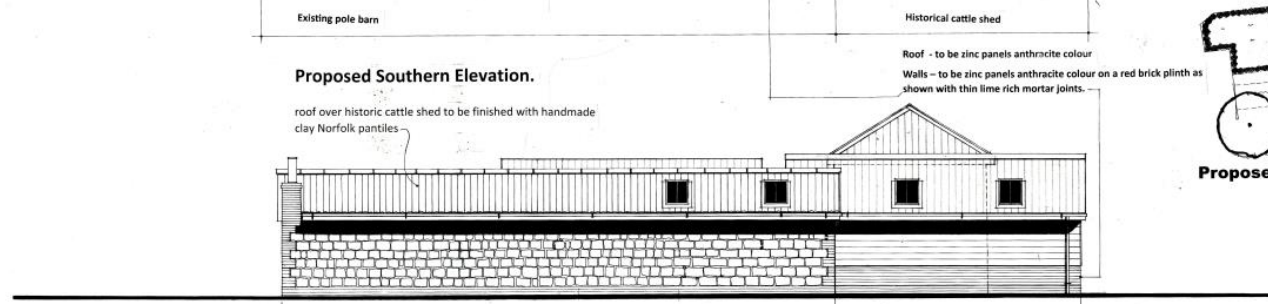 Existing pole barn
Historical cattle shed
Roof - to be zinc panels anthracite colour
Walls – to be zinc panels anthracite colour on a red brick plinth as
shown with thin lime rich mortar joints.
Proposed Southern Elevation.
roof over historic cattle shed to be finished with handmade
clay Norfolk pantiles